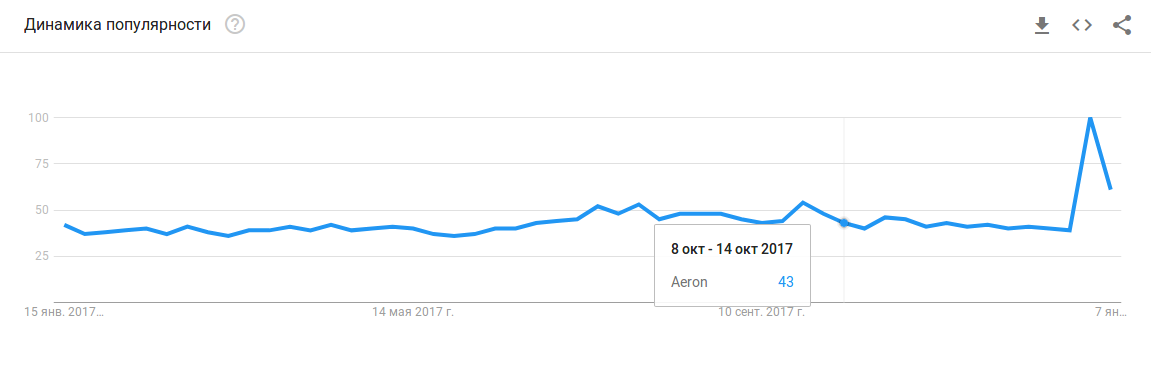 Динамика популярности ?
100
75
50
25
8 окт - 14 окт 2017
Aeron 43
15 янв. 2017… 14 мая 2017 г. 10 сент. 2017 г. 7 ян…